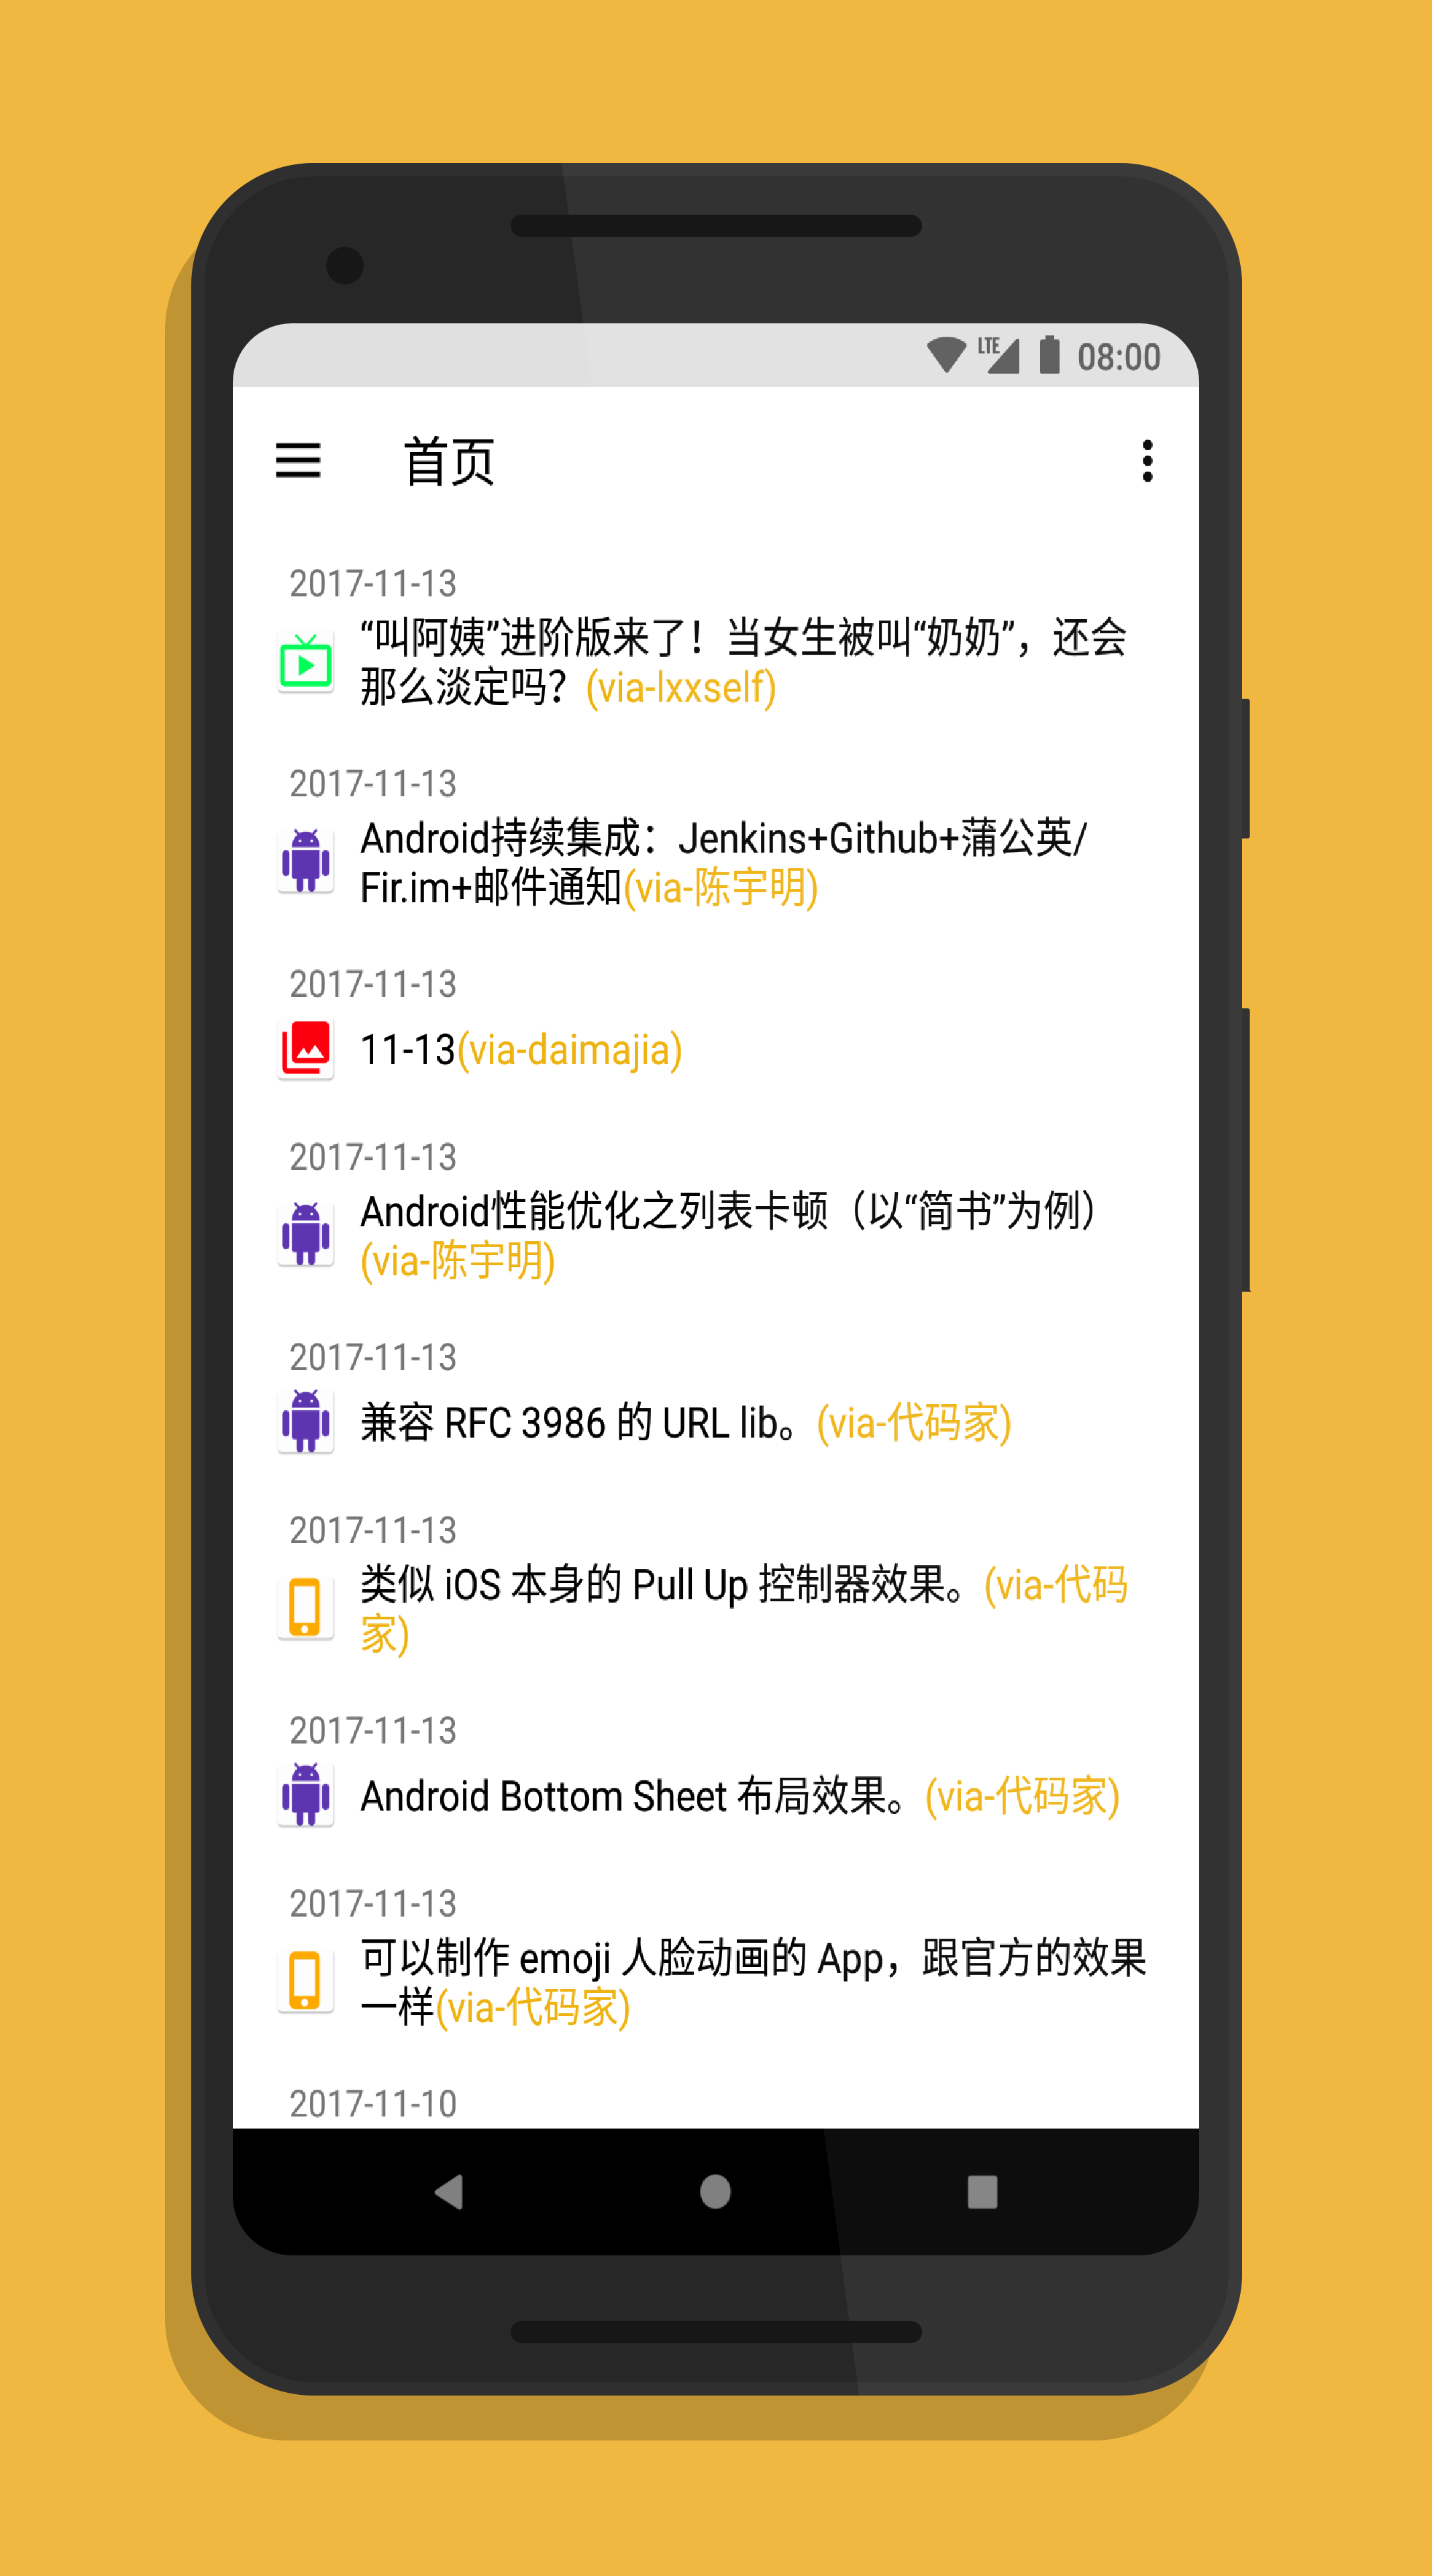 LTE 08:00
首页
2017-11-13
“叫阿姨”进阶版来了！当女生被叫“奶奶”，还会
那么淡定吗？(via-lxxself)
2017-11-13
Android持续集成：Jenkins+Github+蒲公英/
Fir.im+邮件通知(via-陈宇明)
2017-11-13
11-13(via-daimajia)
2017-11-13
Android性能优化之列表卡顿（以“简书”为例）
(via-陈宇明)
2017-11-13
兼容 RFC 3986 的 URL lib。(via-代码家)
2017-11-13
类似 iOS 本身的 Pull Up 控制器效果。(via-代码
家)
2017-11-13
Android Bottom Sheet 布局效果。(via-代码家)
2017-11-13
可以制作 emoji 人脸动画的 App，跟官方的效果
一样(via-代码家)
2017-11-10